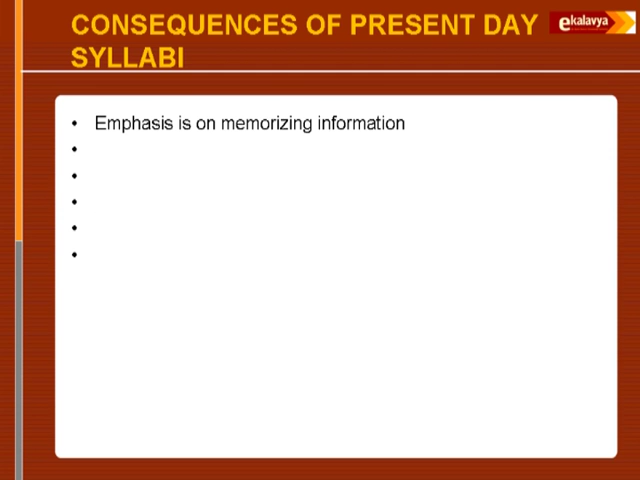 CONSEQUENCES OF PRESENT DAY
SYLLABI
ekalavya
• Emphasis is on memorizing information
•
•
•
•
•